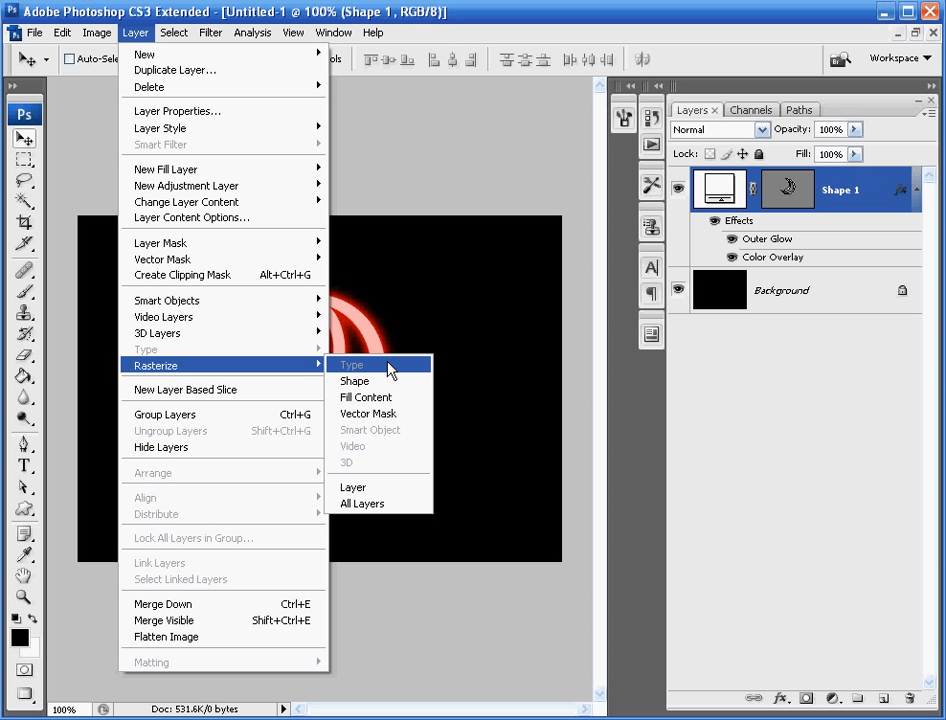 Adobe Photoshop CS3 Extended - [Untitled-1 @ 100% (Shape 1, RGB/8)]
File Edit Image Layer Select Filter Analysis View Window Help
Auto-Sele
ols
Workspace
Ps
New
Duplicate Layer...
Delete
Layer Properties...
Layer Style
Smart Filter
New Fill Layer
New Adjustment Layer
Change Layer Content
Layer Content Options...
Layer Mask
Vector Mask
Create Clipping Mask Alt+Ctrl+G
Smart Objects
Video Layers
3D Layers
Type
Rasterize
New Layer Based Slice
Group Layers Ctrl+G
Ungroup Layers Shift+Ctrl+G
Hide Layers
Arrange
Align
Distribute
Lock All Layers in Group...
Link Layers
Select Linked Layers
Merge Down Ctrl+E
Merge Visible Shift+Ctrl+E
Flatten Image
Matting
Type
Shape
Fill Content
Vector Mask
Smart Object
Video
3D
Layer
All Layers
Layers × Channels Paths
Normal Opacity: 100%
Lock: Fill: 100%
Shape 1 fx
Effects
Outer Glow
Color Overlay
Background
100% Doc: 531.6K/0 bytes